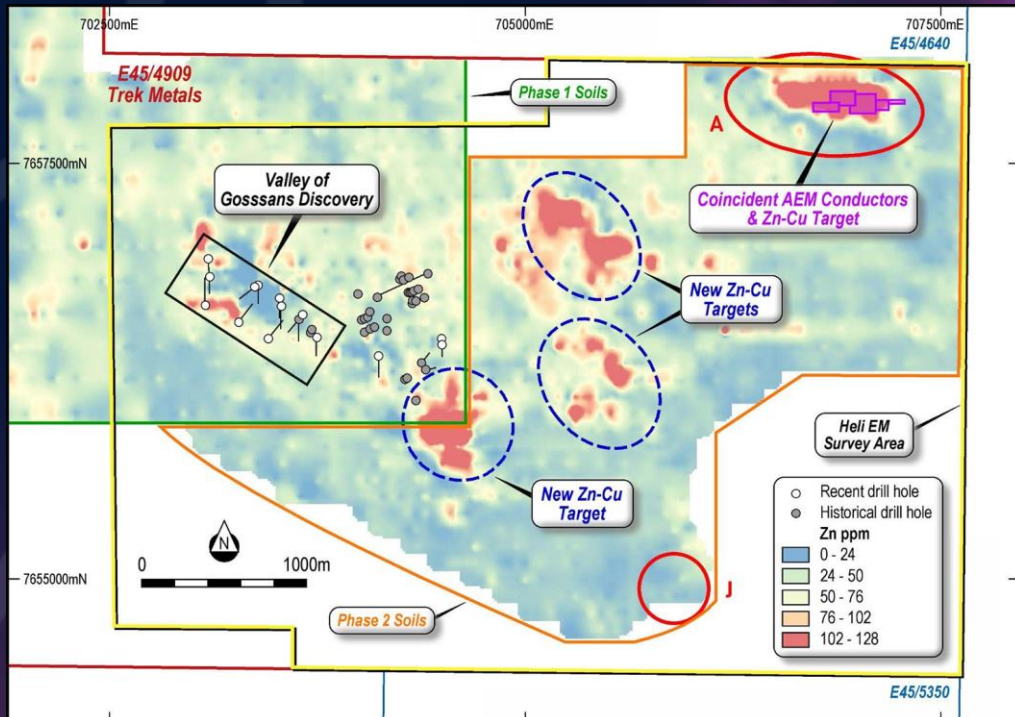 702500mE
705000mE
707500mE
E45/4640
E45/4909
Trek Metals
Phase 1 Soils
A
7657500mN
Valley of
Gosssans Discovery
Coincident AEM Conductors
& Zn-Cu Target
New Zn-Cu
Targets
Heli EM
Survey Area
New Zn-Cu
Target
Recent drill hole
Historical drill hole
Zn ppm
0 - 24
24 - 50
50 - 76
76 - 102
102 - 128
N
0
1000m
7655000mN
J
Phase 2 Soils
E45/5350